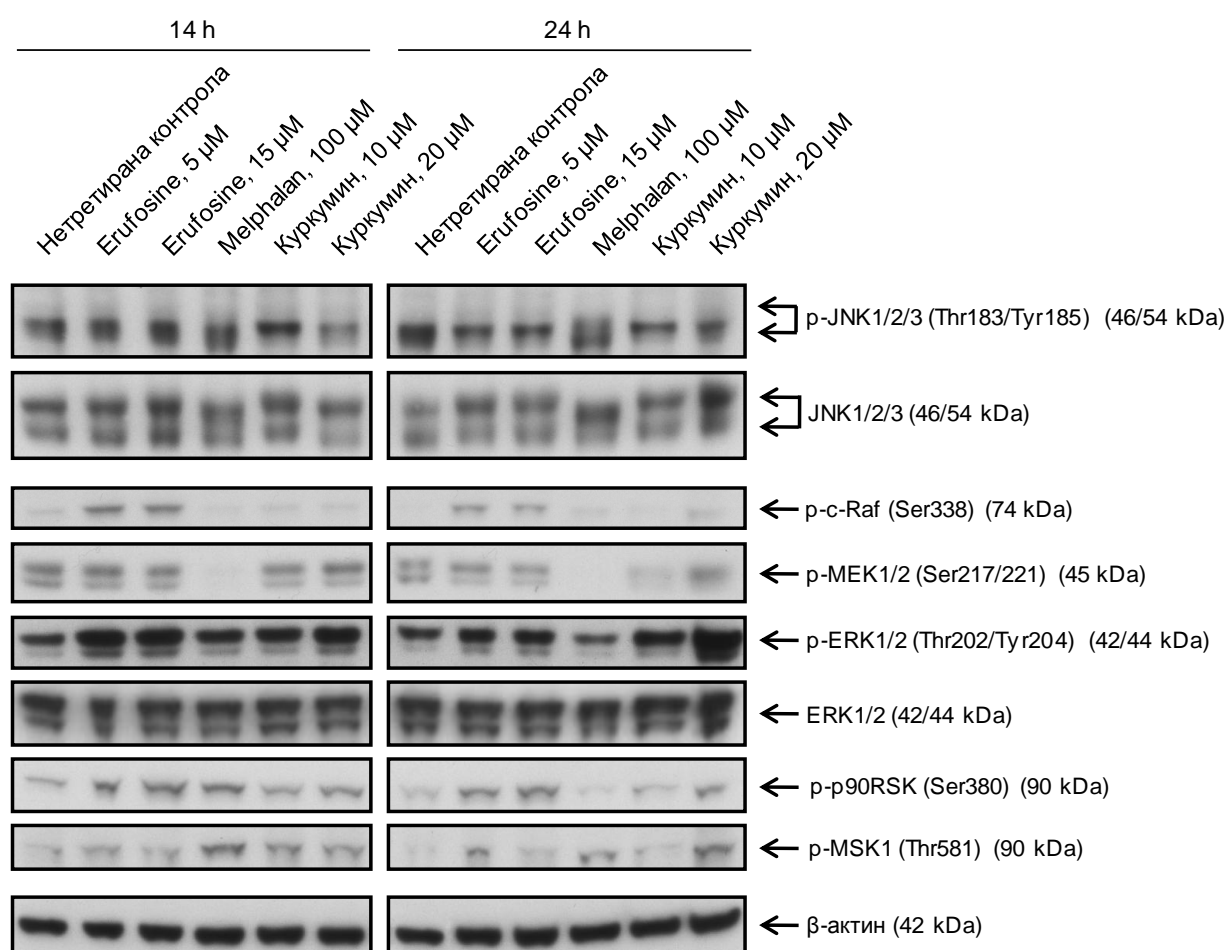 14 h
24 h
Нетретирана контрола
Erufosine, 5 µM
Erufosine, 15 µM
Melphalan, 100 µM
Куркумин, 10 µM
Куркумин, 20 µM
Нетретирана контрола
Erufosine, 5 µM
Erufosine, 15 µM
Melphalan, 100 µM
Куркумин, 10 µM
Куркумин, 20 µM
p-JNK1/2/3 (Thr183/Tyr185) (46/54 kDa)
JNK1/2/3 (46/54 kDa)
p-c-Raf (Ser338) (74 kDa)
p-MEK1/2 (Ser217/221) (45 kDa)
p-ERK1/2 (Thr202/Tyr204) (42/44 kDa)
ERK1/2 (42/44 kDa)
p-p90RSK (Ser380) (90 kDa)
p-MSK1 (Thr581) (90 kDa)
β-актин (42 kDa)